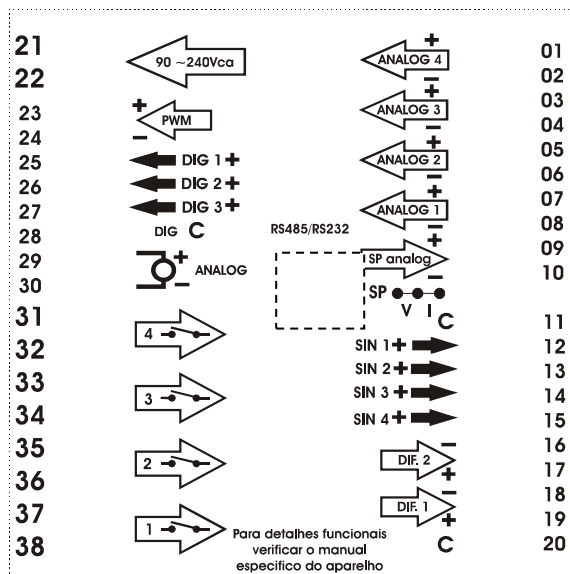 21 90 ~240Vca + ANALOG 4 01
22 − 02
23 + PWM + ANALOG 3 03
24 − − 04
25 DIG 1 + + ANALOG 2 05
26 DIG 2 + − 06
27 DIG 3 + + ANALOG 1 07
28 DIG C RS485/RS232 − 08
29 + ANALOG + SP analog 09
30 − − 10
SP
V I
31 4 C 11
32 SIN 1 + 12
33 3 SIN 2 + 13
34 SIN 3 + 14
SIN 4 + 15
35 2 − DIF. 2 16
36 + 17
37 1 − DIF. 1 18
+ 19
38 C 20
Para detalhes funcionais
verificar o manual
especifico do aparelho